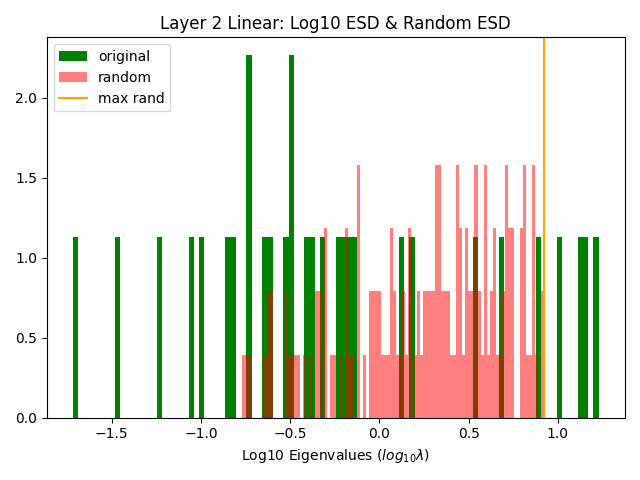 Layer 2 Linear: Log10 ESD & Random ESD
original
random
max rand
2.0
1.5
1.0
0.5
0.0
−1.5 −1.0 −0.5 0.0 0.5 1.0
Log10 Eigenvalues (log₁₀λ)